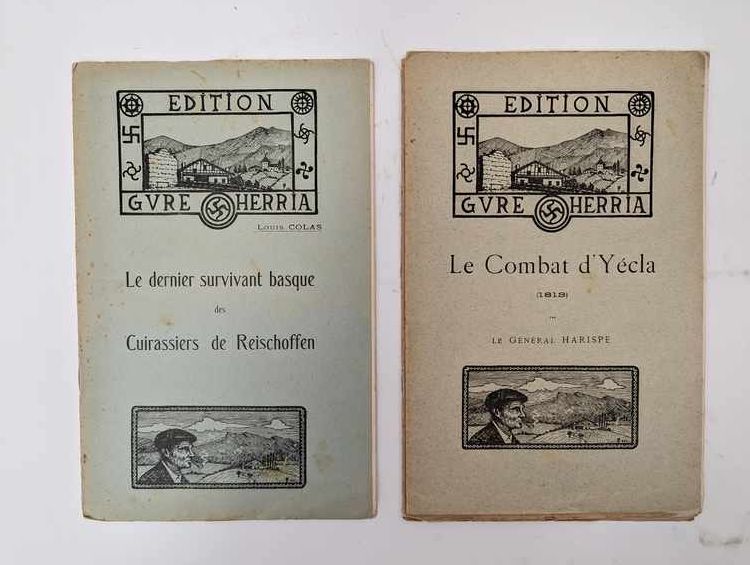 EDITION
GVRE HERRIA
Louis COLAS
Le dernier survivant basque
des
Cuirassiers de Reischoffen
EDITION
GVRE HERRIA
Le Combat d'Yécla
(1813)
LE GÉNÉRAL HARISPE